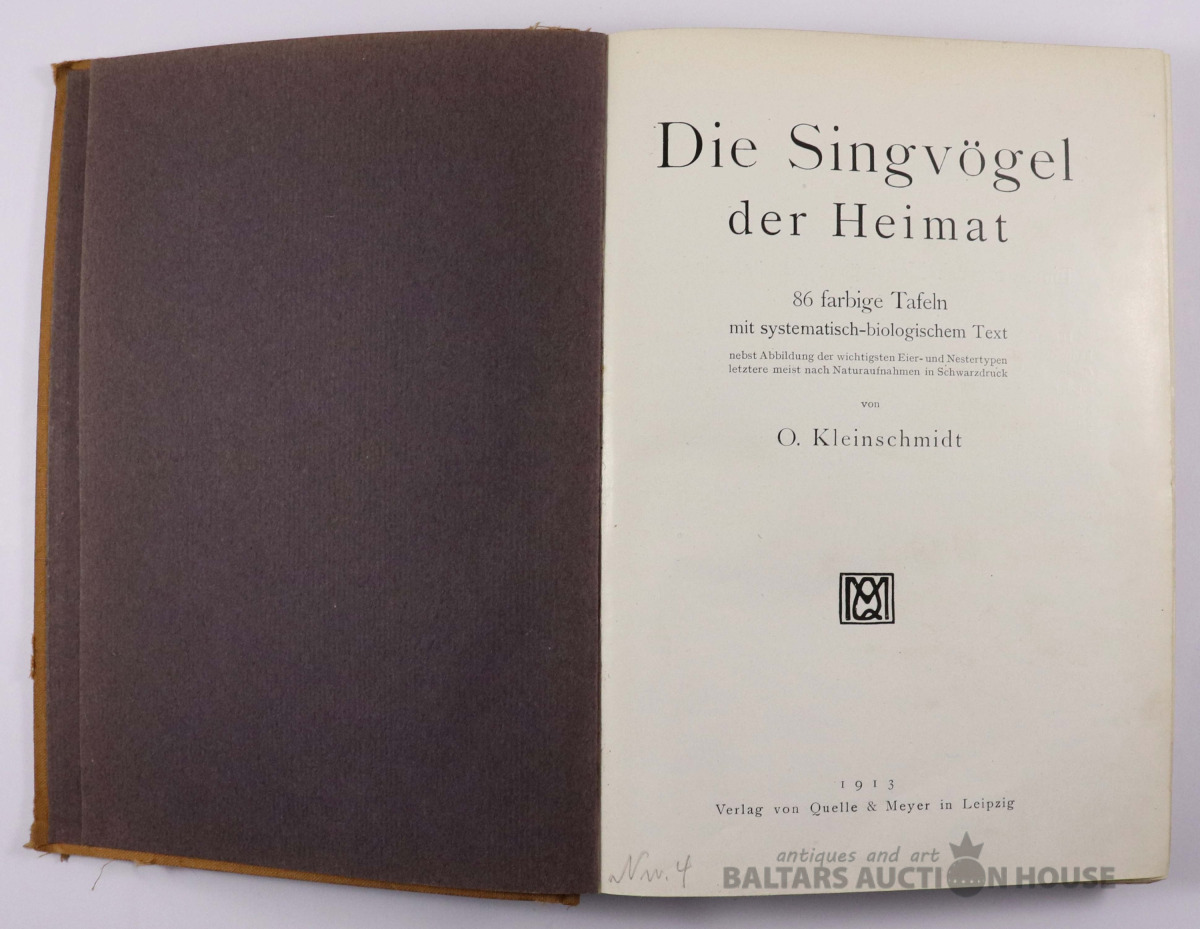 Die Singvögel
der Heimat
86 farbige Tafeln
mit systematisch-biologischem Text
nebst Abbildung der wichtigsten Eier- und Nestertypen
letztere meist nach Naturaufnahmen in Schwarzdruck
von
O. Kleinschmidt
1913
Verlag von Quelle & Meyer in Leipzig
antiques and art
BALTARS AUCTION HOUSE